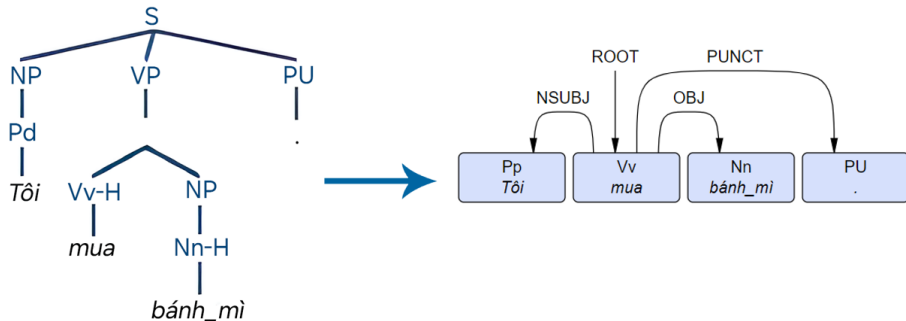 S
NP VP PU
Pd .
Tôi Vv-H NP
mua Nn-H
bánh_mì
ROOT PUNCT
NSUBJ OBJ
Pp Vv Nn PU
Tôi mua bánh_mì .